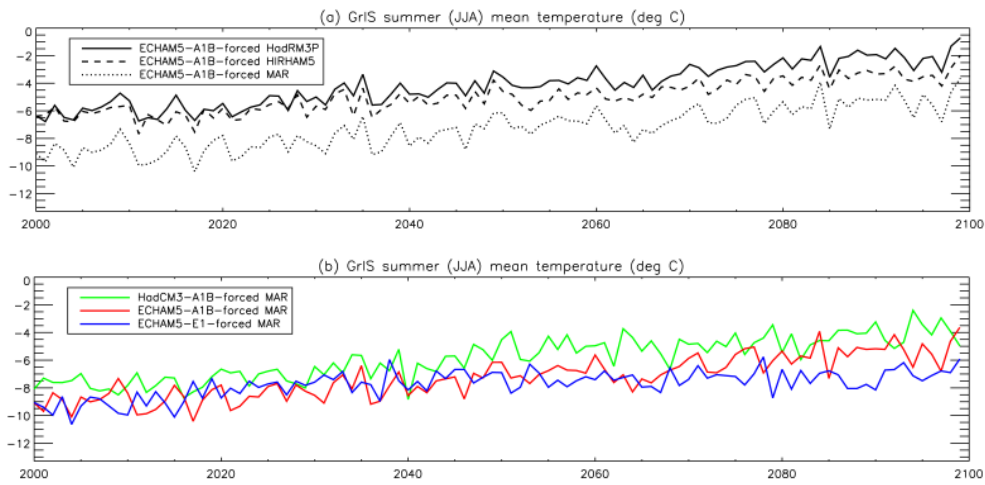 (a) GrIS summer (JJA) mean temperature (deg C)
0
-2
-4
-6
-8
-10
-12
ECHAM5-A1B-forced HadRM3P
ECHAM5-A1B-forced HIRHAM5
ECHAM5-A1B-forced MAR
2000 2020 2040 2060 2080 2100
(b) GrIS summer (JJA) mean temperature (deg C)
0
-2
-4
-6
-8
-10
-12
HadCM3-A1B-forced MAR
ECHAM5-A1B-forced MAR
ECHAM5-E1-forced MAR
2000 2020 2040 2060 2080 2100